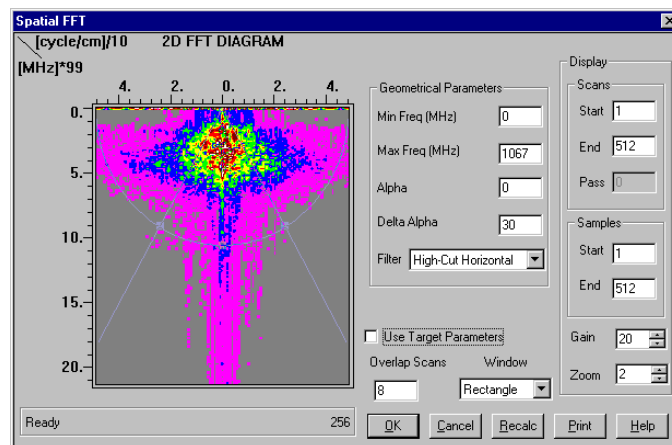 Spatial FFT
[cycle/cm]/10 2D FFT DIAGRAM
[MHz]*99
4. 2. 0. 2. 4.
0.
5.
10.
15.
20.
Geometrical Parameters
Min Freq (MHz) 0
Max Freq (MHz) 1067
Alpha 0
Delta Alpha 30
Filter High-Cut Horizontal
Use Target Parameters
Overlap Scans Window
8 Rectangle
Display
Scans
Start 1
End 512
Pass 0
Samples
Start 1
End 512
Gain 20
Zoom 2
Ready 256
OK Cancel Recalc Print Help